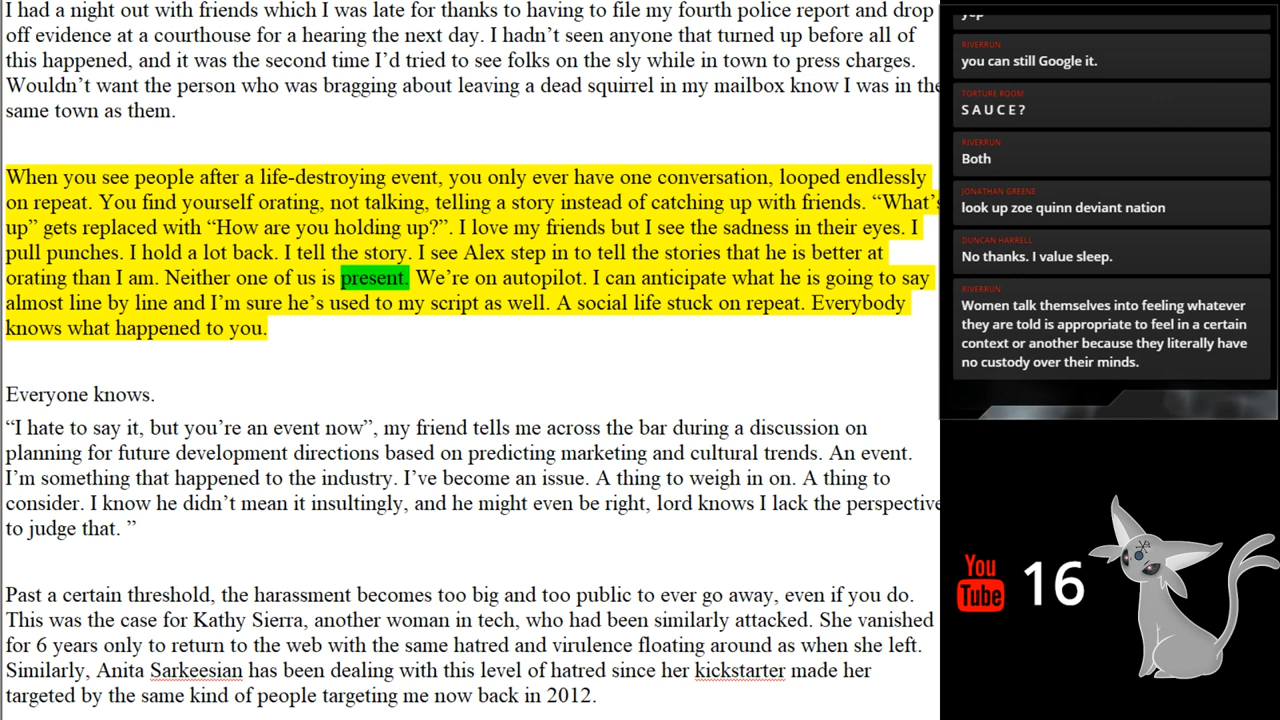 I had a night out with friends which I was late for thanks to having to file my fourth police report and drop
off evidence at a courthouse for a hearing the next day. I hadn’t seen anyone that turned up before all of
this happened, and it was the second time I’d tried to see folks on the sly while in town to press charges.
Wouldn’t want the person who was bragging about leaving a dead squirrel in my mailbox know I was in the
same town as them.
When you see people after a life-destroying event, you only ever have one conversation, looped endlessly
on repeat. You find yourself orating, not talking, telling a story instead of catching up with friends. “What’s
up” gets replaced with “How are you holding up?”. I love my friends but I see the sadness in their eyes. I
pull punches. I hold a lot back. I tell the story. I see Alex step in to tell the stories that he is better at
orating than I am. Neither one of us is present. We’re on autopilot. I can anticipate what he is going to say
almost line by line and I’m sure he’s used to my script as well. A social life stuck on repeat. Everybody
knows what happened to you.
Everyone knows.
“I hate to say it, but you’re an event now”, my friend tells me across the bar during a discussion on
planning for future development directions based on predicting marketing and cultural trends. An event.
I’m something that happened to the industry. I’ve become an issue. A thing to weigh in on. A thing to
consider. I know he didn’t mean it insultingly, and he might even be right, lord knows I lack the perspective
to judge that. ”
Past a certain threshold, the harassment becomes too big and too public to ever go away, even if you do.
This was the case for Kathy Sierra, another woman in tech, who had been similarly attacked. She vanished
for 6 years only to return to the web with the same hatred and virulence floating around as when she left.
Similarly, Anita Sarkeesian has been dealing with this level of hatred since her kickstarter made her
targeted by the same kind of people targeting me now back in 2012.
yup
RIVERRUN
you can still Google it.
TORTURE ROOM
S A U C E ?
RIVERRUN
Both
JONATHAN GREENE
look up zoe quinn deviant nation
DUNCAN HARRELL
No thanks. I value sleep.
RIVERRUN
Women talk themselves into feeling whatever
they are told is appropriate to feel in a certain
context or another because they literally have
no custody over their minds.
You
Tube
16